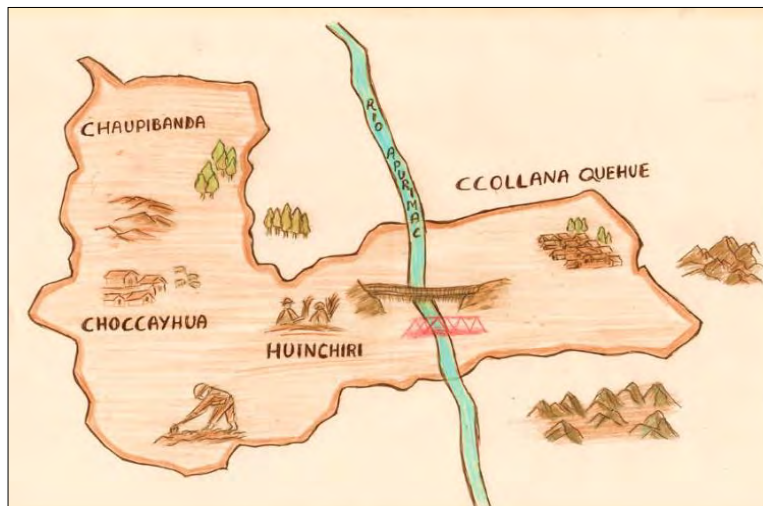 CHAUPIBANDA
RIO APURIMAC
CCOLLANA QUEHUE
CHOCCAYHUA
HUINCHIRI